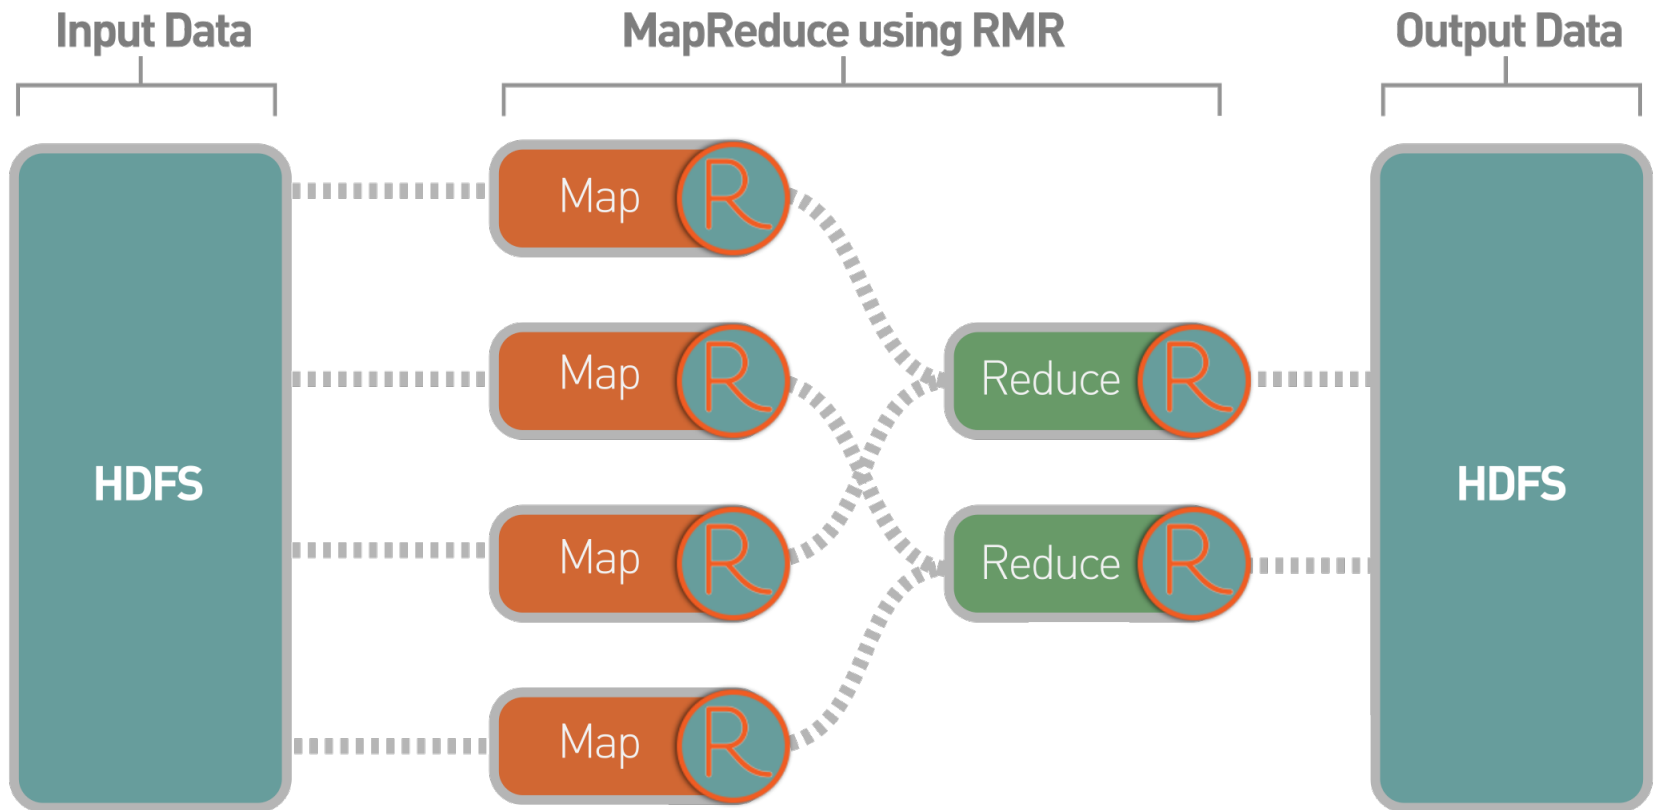 Input Data
MapReduce using RMR
Output Data
HDFS
Map R
Map R
Map R
Map R
Reduce R
Reduce R
HDFS